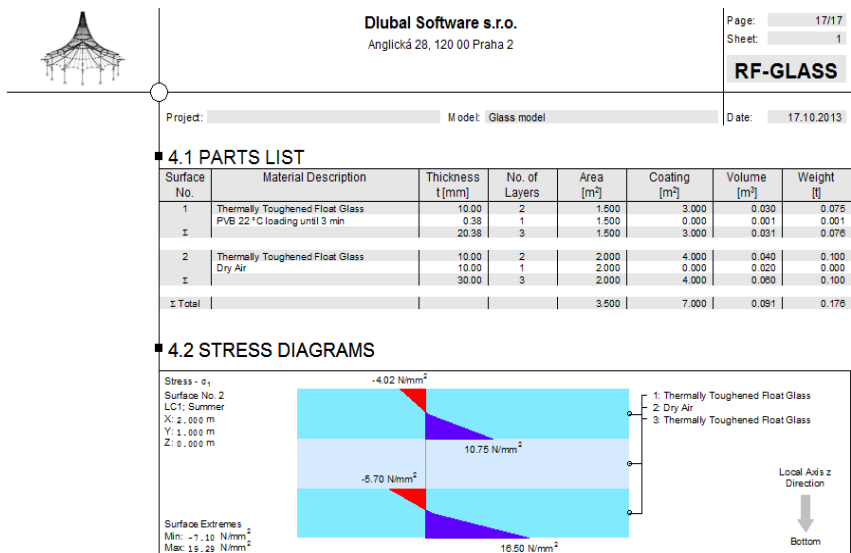 Dlubal Software s.r.o.
Anglická 28, 120 00 Praha 2
Page: 17/17
Sheet: 1
RF-GLASS
Project: Model: Glass model Date: 17.10.2013
4.1 PARTS LIST
Surface Material Description Thickness No. of Area Coating Volume Weight
No. t [mm] Layers [m²] [m²] [m³] [t]
1 Thermally Toughened Float Glass 10.00 2 1.500 3.000 0.030 0.075
PVB 22 °C loading until 3 min 0.38 1 1.500 0.000 0.001 0.001
Σ 20.38 3 1.500 3.000 0.031 0.076
2 Thermally Toughened Float Glass 10.00 2 2.000 4.000 0.040 0.100
Dry Air 10.00 1 2.000 0.000 0.020 0.000
Σ 30.00 3 2.000 4.000 0.060 0.100
Σ Total 3.500 7.000 0.091 0.176
4.2 STRESS DIAGRAMS
Stress - σ₁
Surface No. 2
LC1; Summer
X: 2.000 m
Y: 1.000 m
Z: 0.000 m
-4.02 N/mm²
10.75 N/mm²
-5.70 N/mm²
16.50 N/mm²
1: Thermally Toughened Float Glass
2: Dry Air
3: Thermally Toughened Float Glass
Local Axis z
Direction
Bottom
Surface Extremes
Min: -7.10 N/mm²
Max: 19.29 N/mm²